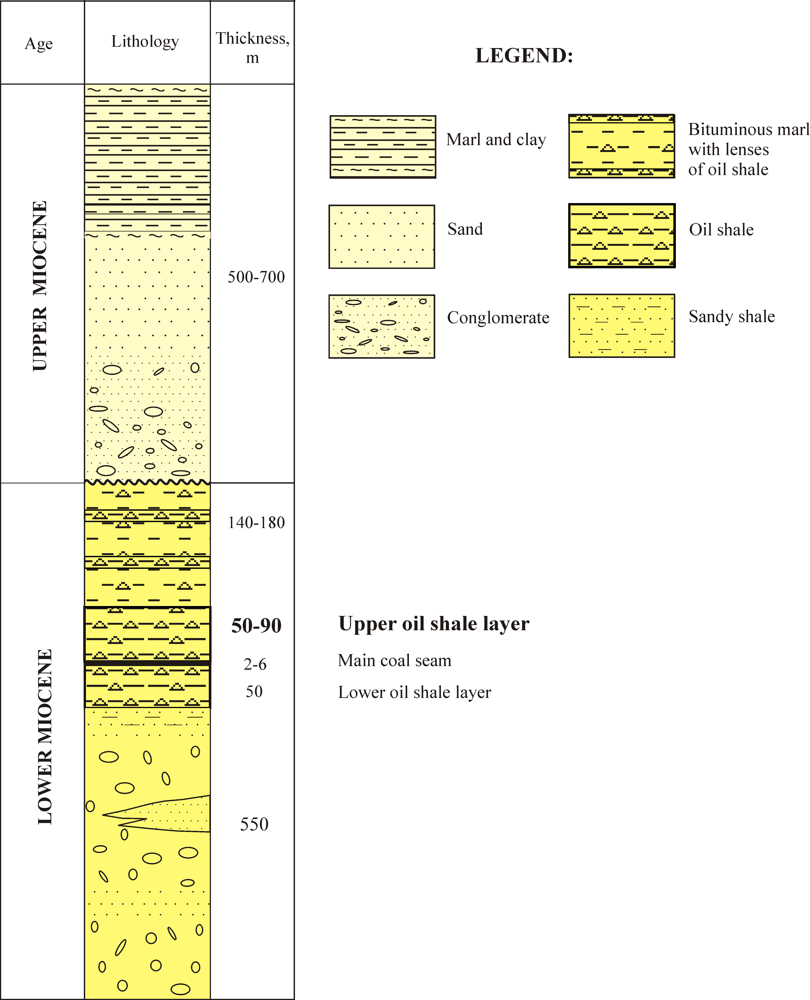 Age
Lithology
Thickness,
m
LEGEND:
Marl and clay
Bituminous marl
with lenses
of oil shale
Sand
Oil shale
Conglomerate
Sandy shale
UPPER MIOCENE
500-700
LOWER MIOCENE
140-180
50-90
Upper oil shale layer
2-6
Main coal seam
50
Lower oil shale layer
550